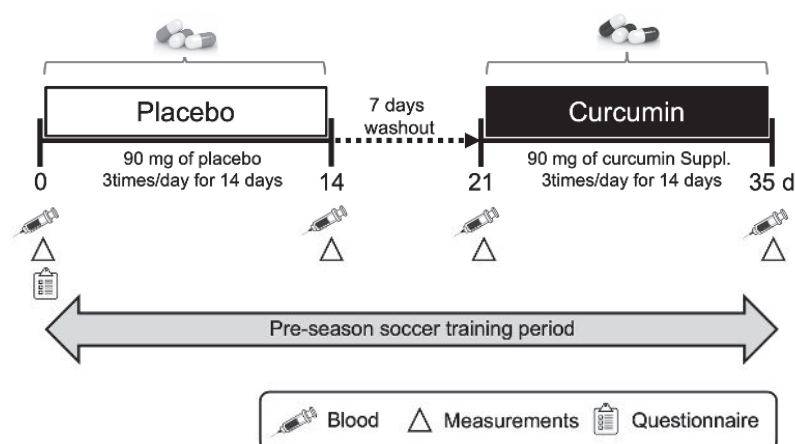 Placebo
Curcumin
7 days
washout
90 mg of placebo
3times/day for 14 days
90 mg of curcumin Suppl.
3times/day for 14 days
0
14
21
35 d
Pre-season soccer training period
Blood
Measurements
Questionnaire